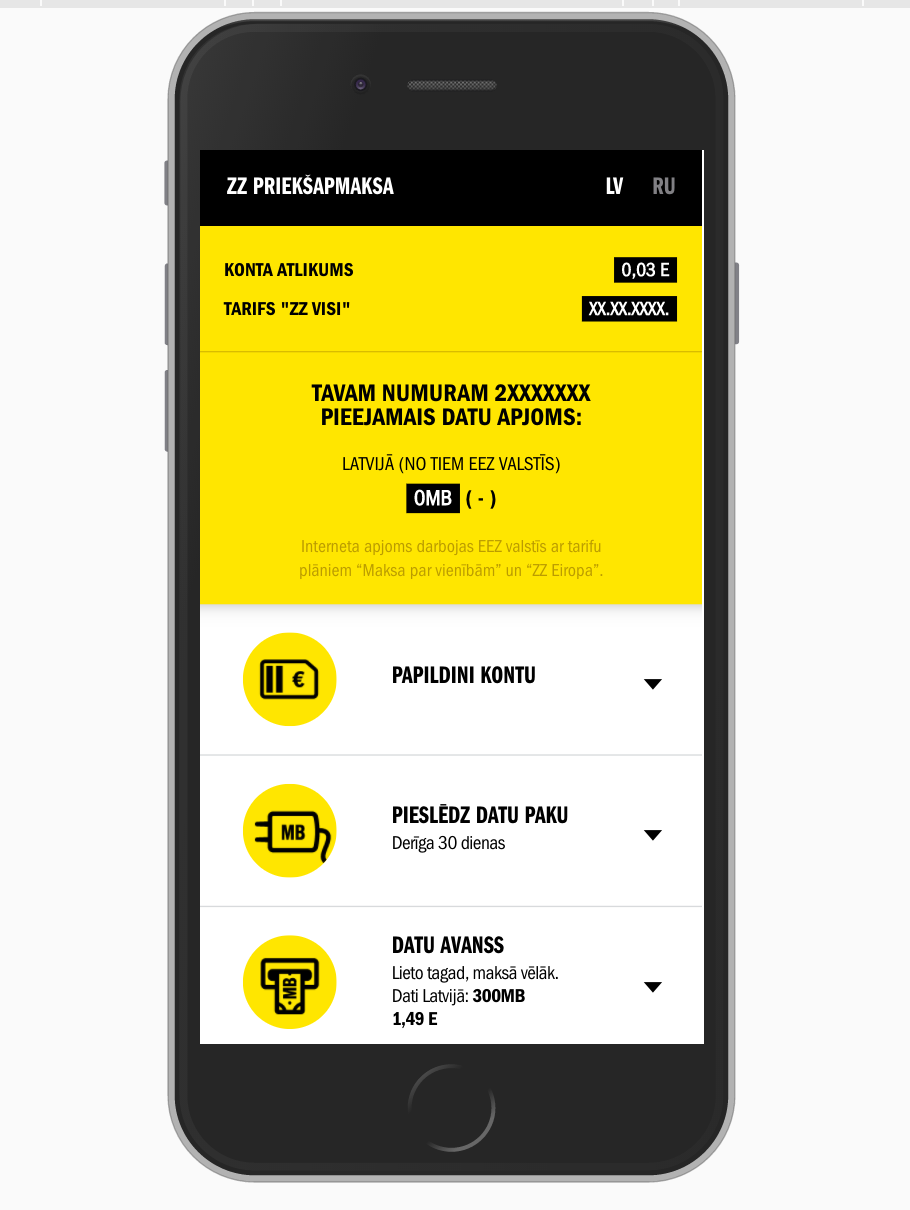 ZZ PRIEKŠAPMAKSA LV RU
KONTA ATLIKUMS 0,03 E
TARIFS "ZZ VISI" XX.XX.XXXX.
TAVAM NUMURAM 2XXXXXXX
PIEEJAMAIS DATU APJOMS:
LATVIJĀ (NO TIEM EEZ VALSTĪS)
0MB ( - )
Interneta apjoms darbojas EEZ valstīs ar tarifu
plāniem “Maksa par vienībām” un “ZZ Eiropa”.
€
PAPILDINI KONTU
MB
PIESLĒDZ DATU PAKU
Derīga 30 dienas
MB
DATU AVANSS
Lieto tagad, maksā vēlāk.
Dati Latvijā: 300MB
1,49 E